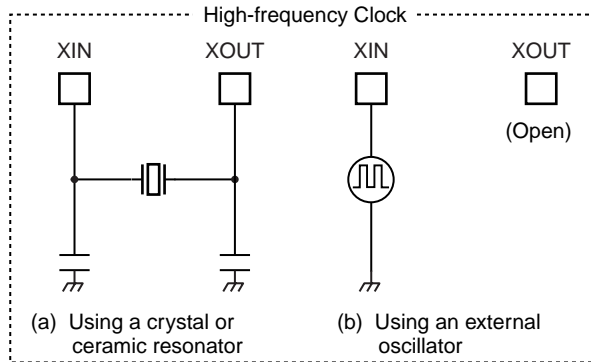 High-frequency Clock
XIN
XOUT
(a) Using a crystal or
ceramic resonator
XIN
XOUT
(Open)
(b) Using an external
oscillator